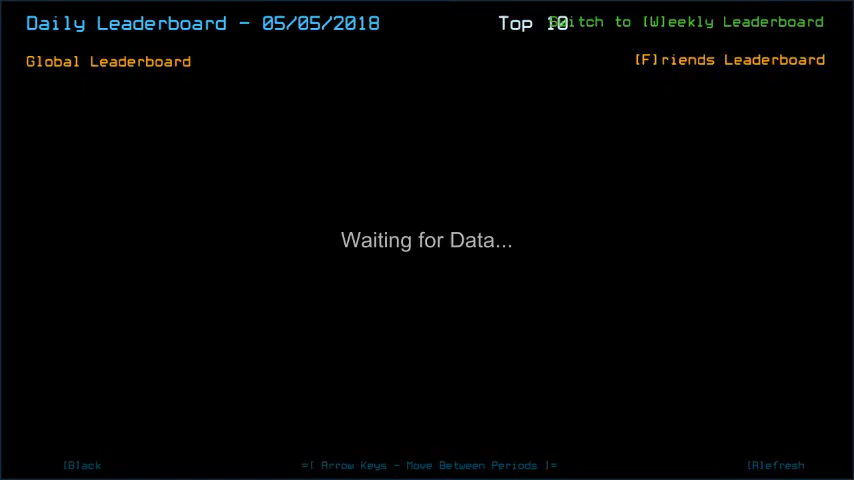 Daily Leaderboard - 05/05/2018
Top 10
Switch to [W]eekly Leaderboard
Global Leaderboard
[F]riends Leaderboard
Waiting for Data...
[B]ack
=[ Arrow Keys - Move Between Periods ]=
[R]efresh